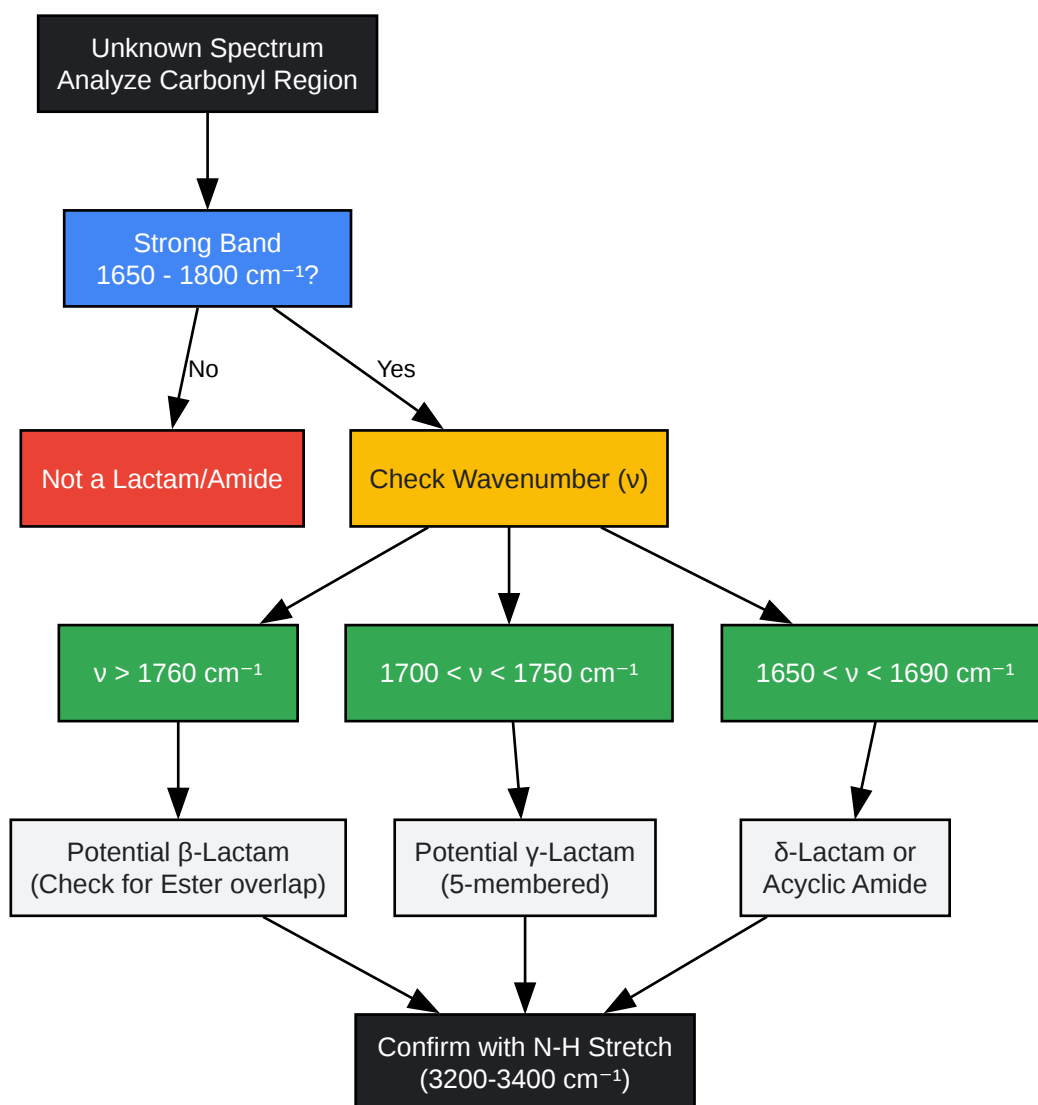 Unknown Spectrum
Analyze Carbonyl Region
Strong Band
1650 - 1800 cm⁻¹?
No
Yes
Not a Lactam/Amide
Check Wavenumber (ν)
ν > 1760 cm⁻¹
1700 < ν < 1750 cm⁻¹
1650 < ν < 1690 cm⁻¹
Potential β-Lactam
(Check for Ester overlap)
Potential γ-Lactam
(5-membered)
δ-Lactam or
Acyclic Amide
Confirm with N-H Stretch
(3200-3400 cm⁻¹)